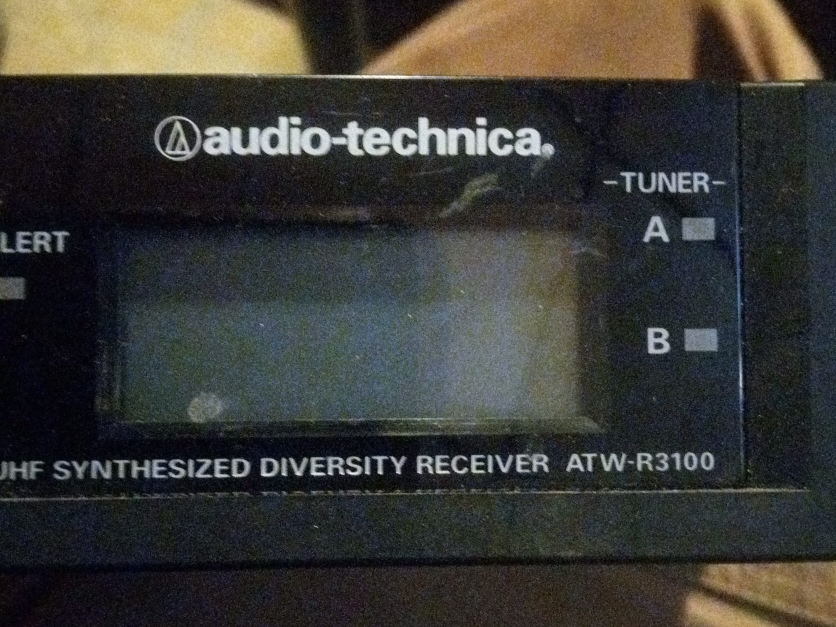 audio-technica®
-TUNER-
A
LERT
B
UHF SYNTHESIZED DIVERSITY RECEIVER ATW-R3100